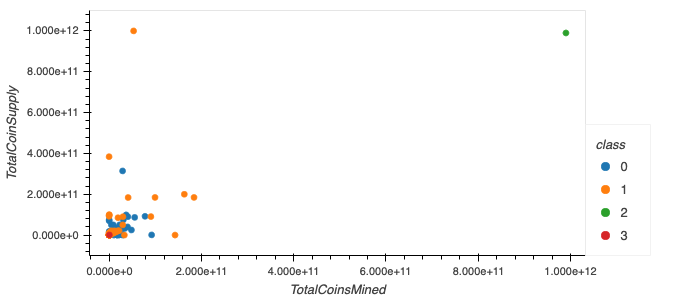 1.000e+12
8.000e+11
6.000e+11
4.000e+11
2.000e+11
0.000e+0
TotalCoinSupply
0.000e+0 2.000e+11 4.000e+11 6.000e+11 8.000e+11 1.000e+12
TotalCoinsMined
class
0
1
2
3